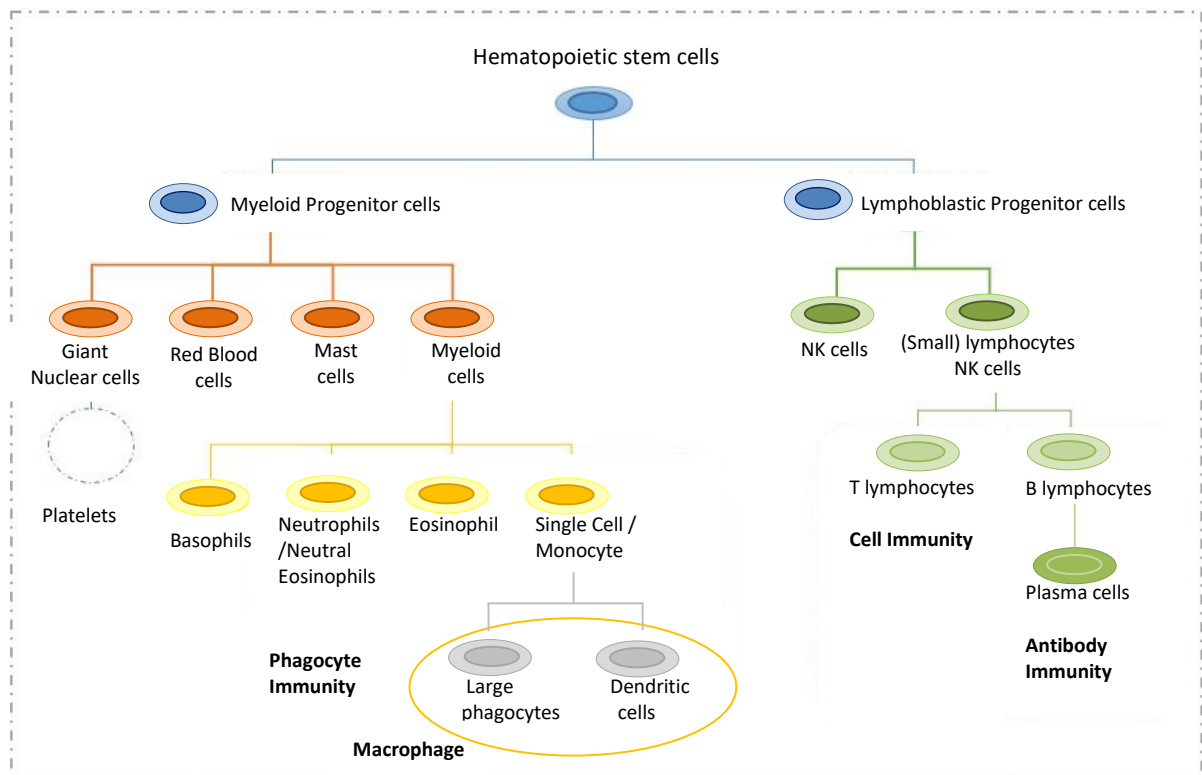 Hematopoietic stem cells
Myeloid Progenitor cells
Lymphoblastic Progenitor cells
Giant
Nuclear cells
Red Blood
cells
Mast
cells
Myeloid
cells
NK cells
(Small) lymphocytes
NK cells
Platelets
Basophils
Neutrophils
/Neutral
Eosinophils
Eosinophil
Single Cell /
Monocyte
T lymphocytes
B lymphocytes
Cell Immunity
Plasma cells
Antibody
Immunity
Phagocyte
Immunity
Large
phagocytes
Dendritic
cells
Macrophage